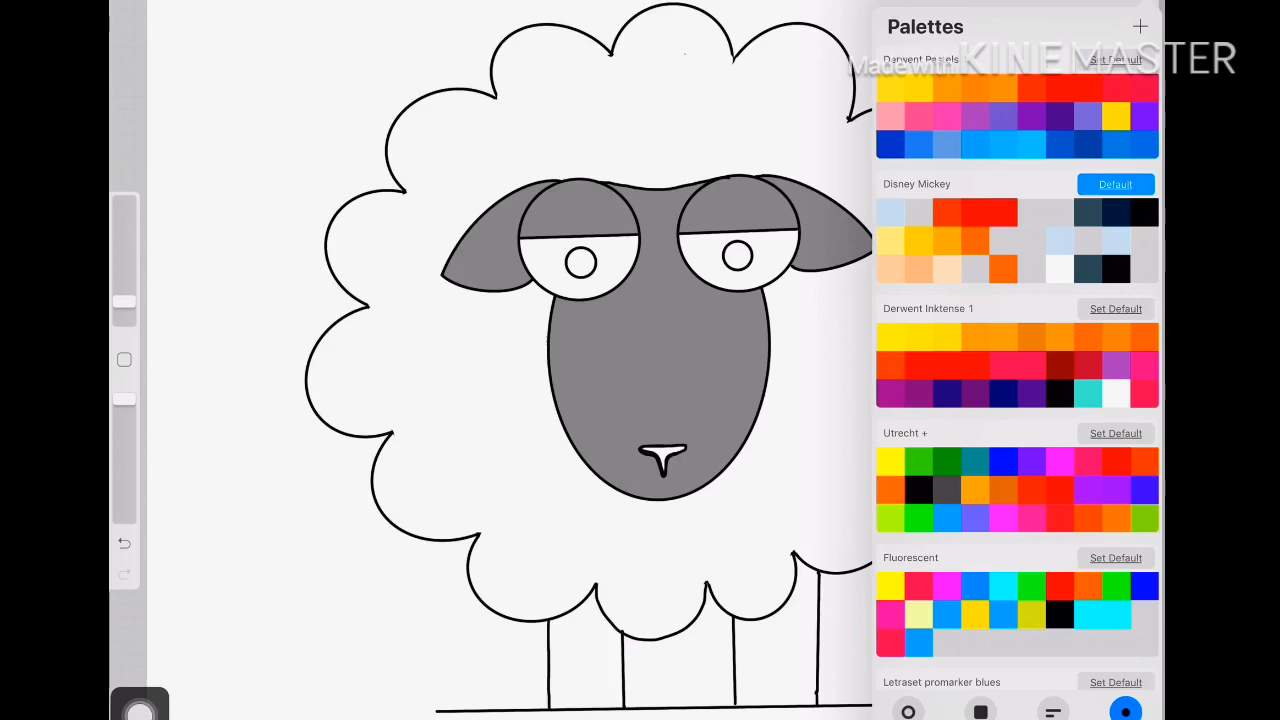 Palettes
Made with KINEMASTER
Derwent Pastels Set Default
Disney Mickey Default
Derwent Inktense 1 Set Default
Utrecht + Set Default
Fluorescent Set Default
Letraset promarker blues Set Default